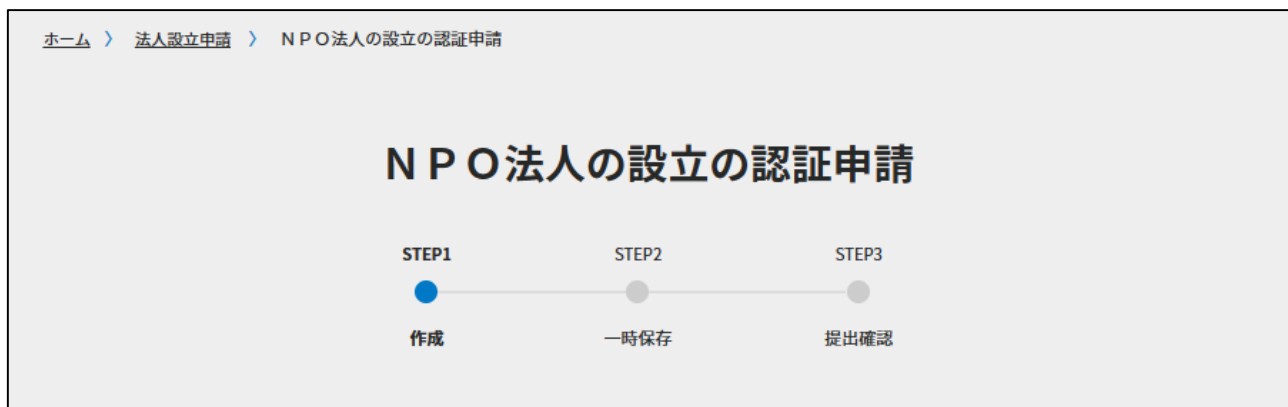 ホーム 〉 法人設立申請 〉 ＮＰＯ法人の設立の認証申請
ＮＰＯ法人の設立の認証申請
STEP1 STEP2 STEP3
作成 一時保存 提出確認